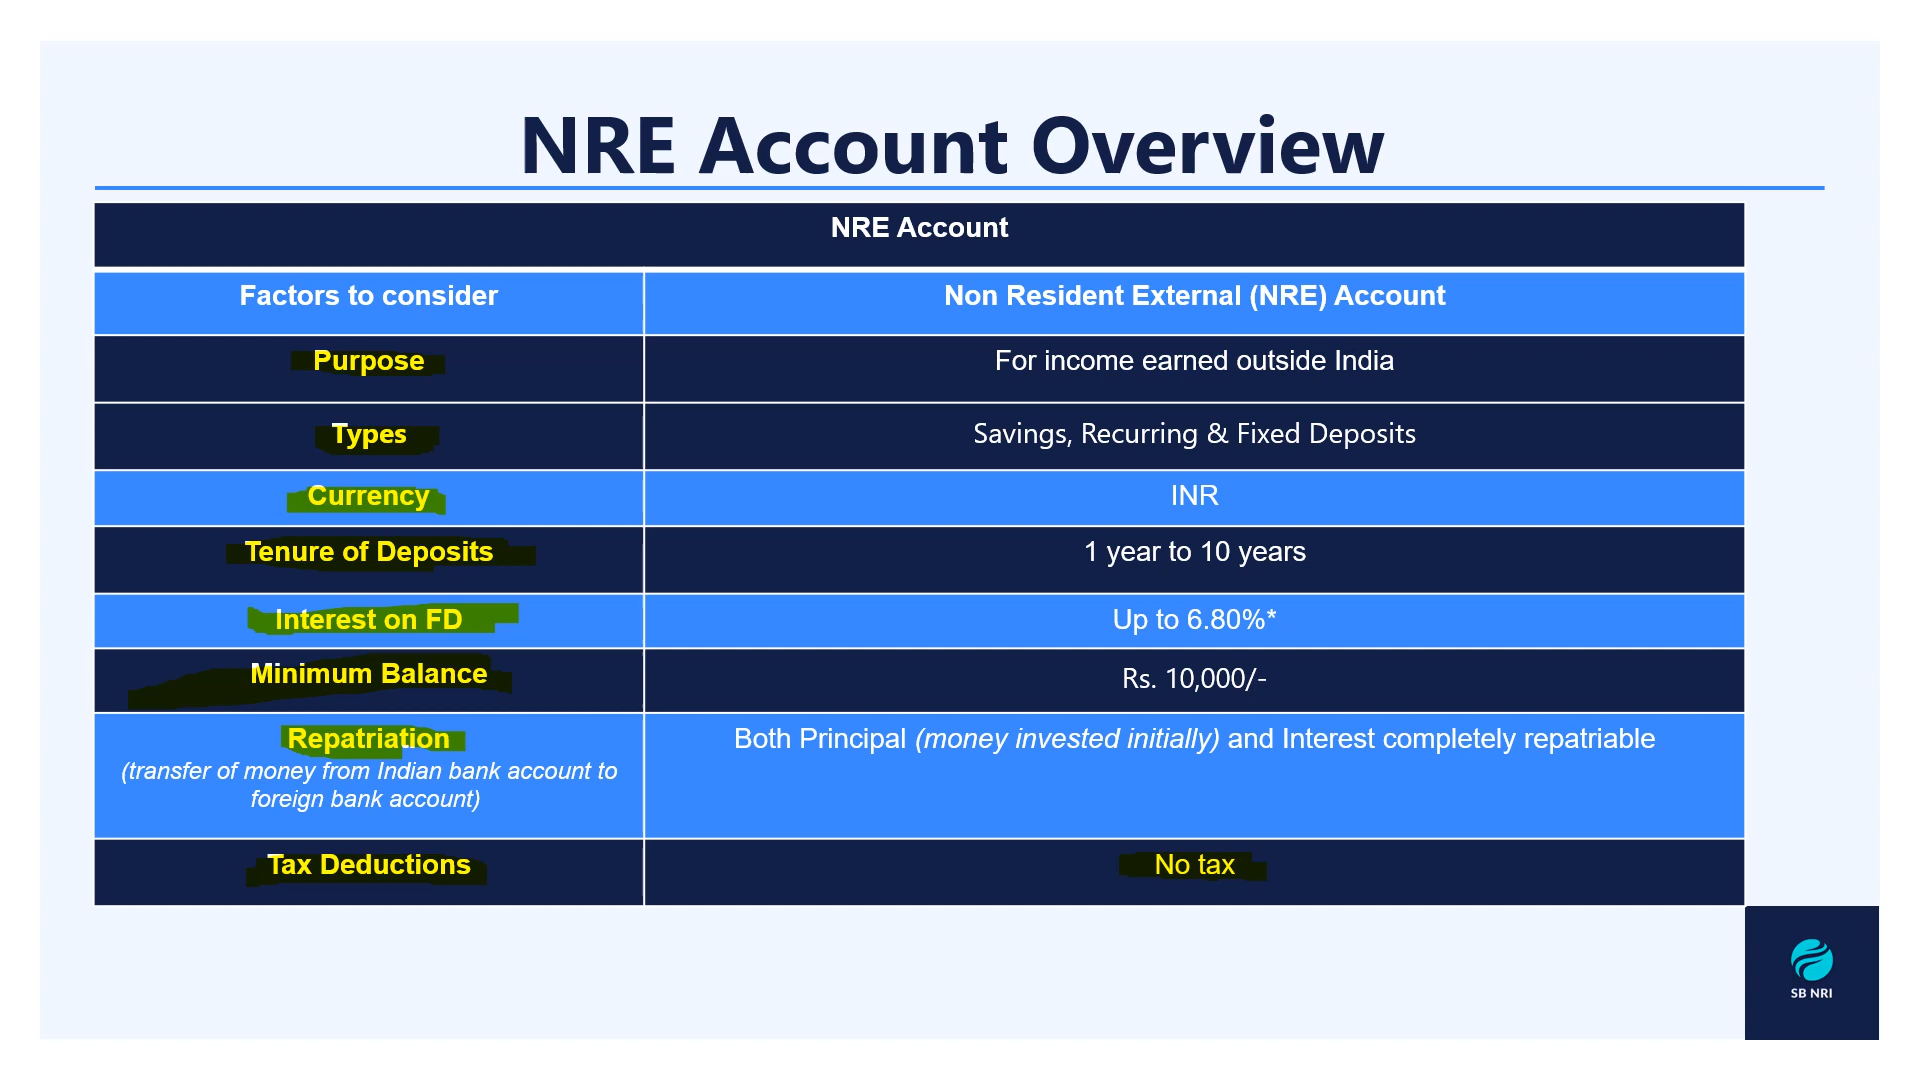 NRE Account Overview
NRE Account
Factors to consider
Non Resident External (NRE) Account
Purpose
For income earned outside India
Types
Savings, Recurring & Fixed Deposits
Currency
INR
Tenure of Deposits
1 year to 10 years
Interest on FD
Up to 6.80%*
Minimum Balance
Rs. 10,000/-
Repatriation
(transfer of money from Indian bank account to
foreign bank account)
Both Principal (money invested initially) and Interest completely repatriable
Tax Deductions
No tax
SB NRI